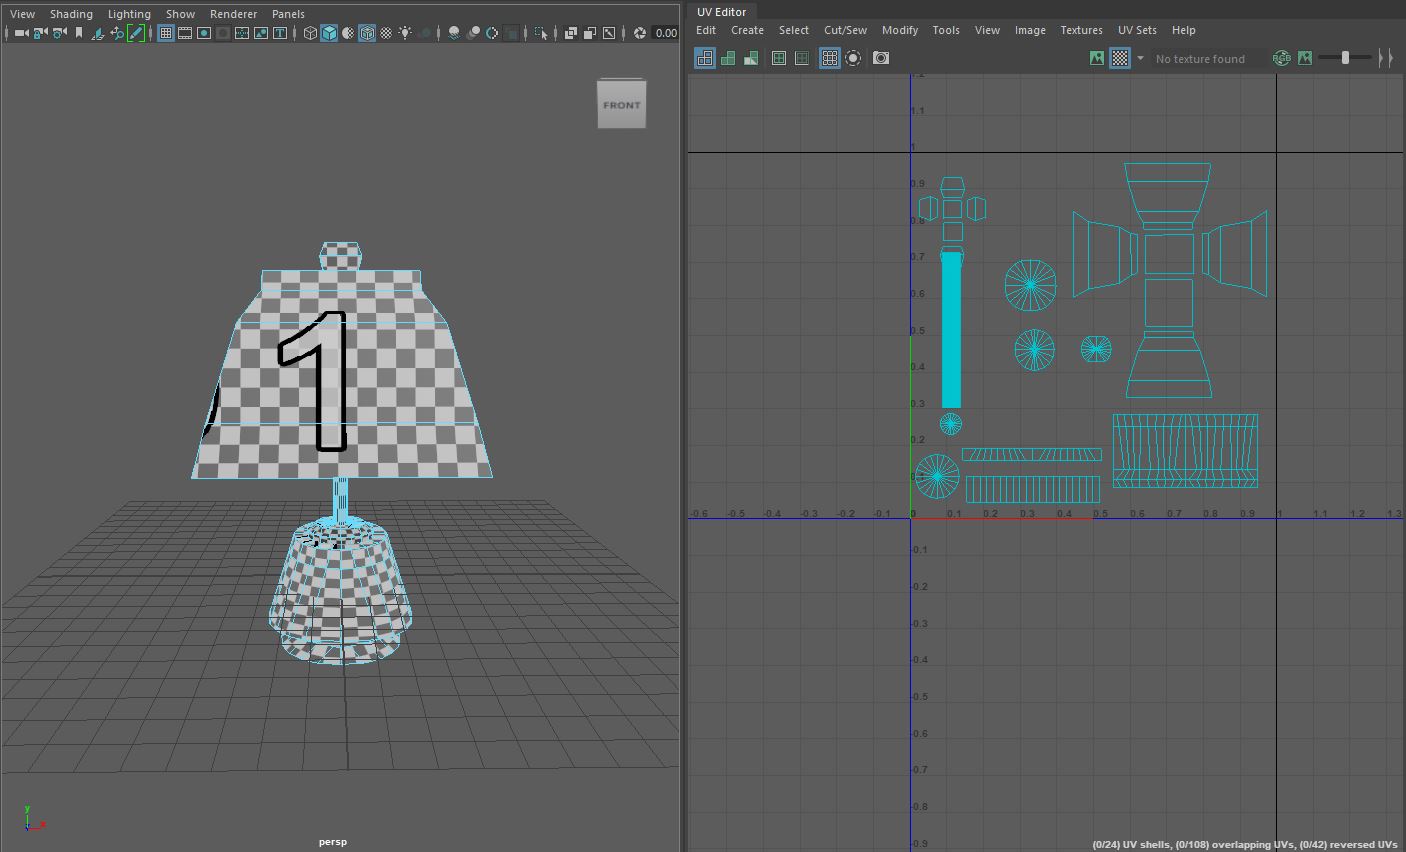 View Shading Lighting Show Renderer Panels
0.00
FRONT
1
y
x
persp
UV Editor
Edit Create Select Cut/Sew Modify Tools View Image Textures UV Sets Help
No texture found
RGB
1.1
1
0.9
0.8
0.7
0.6
0.5
0.4
0.3
0.2
-0.6 -0.5 -0.4 -0.3 -0.2 -0.1 0 0.1 0.2 0.3 0.4 0.5 0.6 0.7 0.8 0.9 1 1.1 1.2 1.3
-0.1
-0.2
-0.3
-0.4
-0.5
-0.6
-0.7
-0.8
-0.9
(0/24) UV shells, (0/108) overlapping UVs, (0/42) reversed UVs